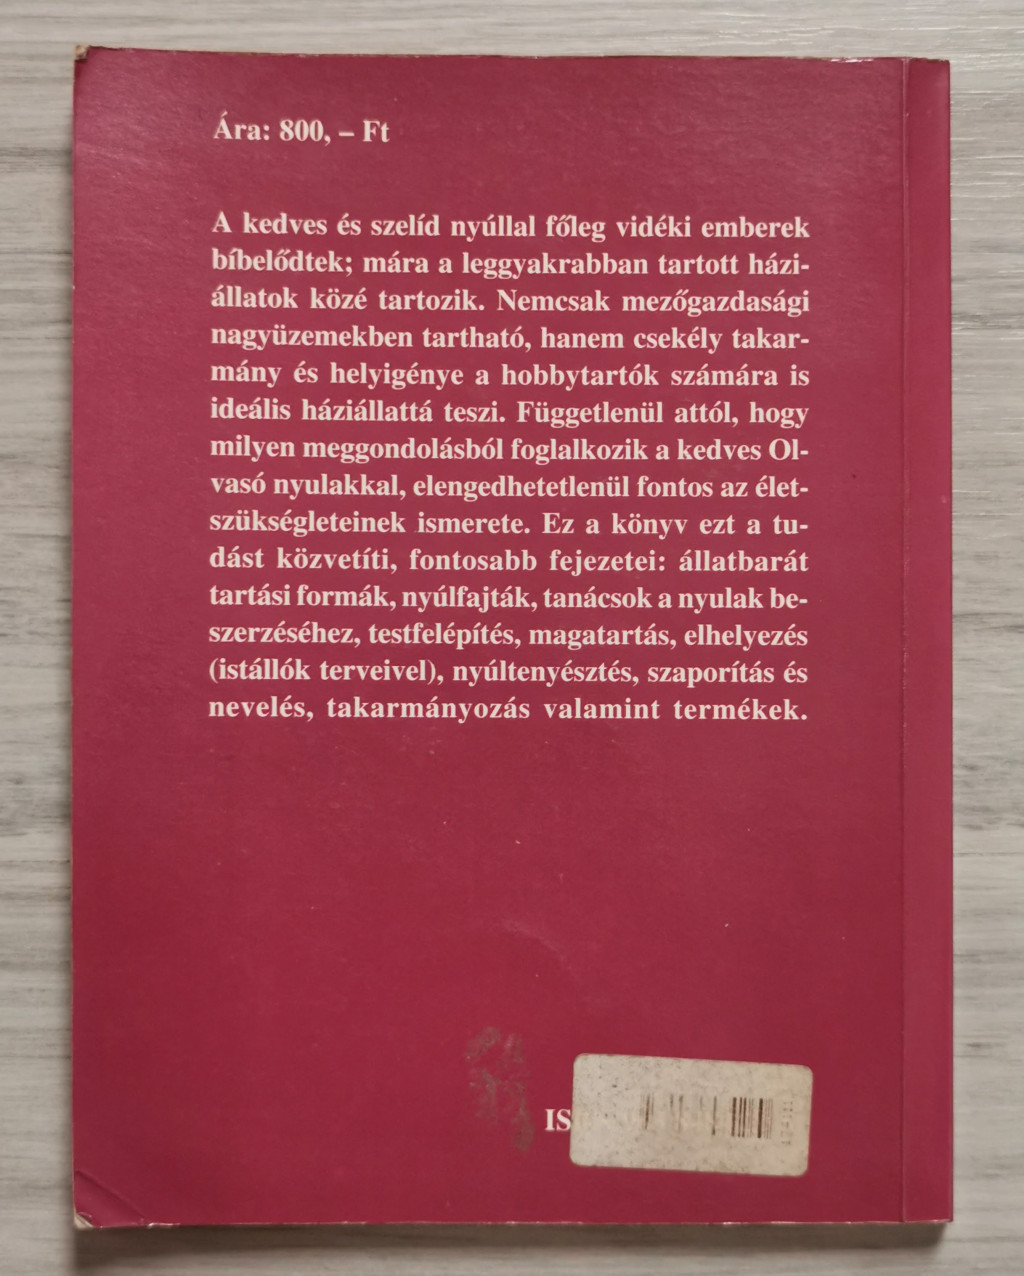 Ára: 800, – Ft
A kedves és szelíd nyúllal főleg vidéki emberek
bíbelődtek; mára a leggyakrabban tartott házi-
állatok közé tartozik. Nemcsak mezőgazdasági
nagyüzemekben tartható, hanem csekély takar-
mány és helyigénye a hobbytartók számára is
ideális háziállattá teszi. Függetlenül attól, hogy
milyen meggondolásból foglalkozik a kedves Ol-
vasó nyulakkal, elengedhetetlenül fontos az élet-
szükségleteinek ismerete. Ez a könyv ezt a tu-
dást közvetíti, fontosabb fejezetei: állatbarát
tartási formák, nyúlfajták, tanácsok a nyulak be-
szerzéséhez, testfelépítés, magatartás, elhelyezés
(istállók terveivel), nyúltenyésztés, szaporítás és
nevelés, takarmányozás valamint termékek.
IS